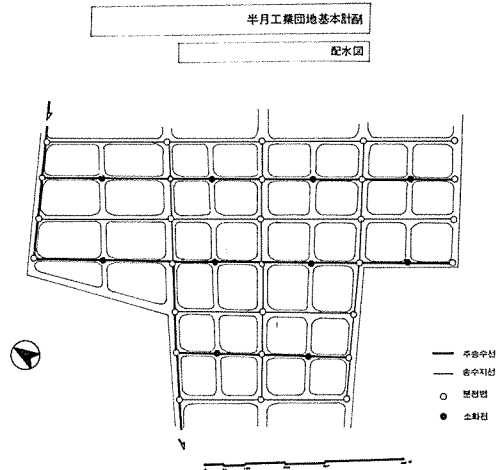 半月工業団地基本計劃
配水図
주송수선
송수지선
분점변
소화전